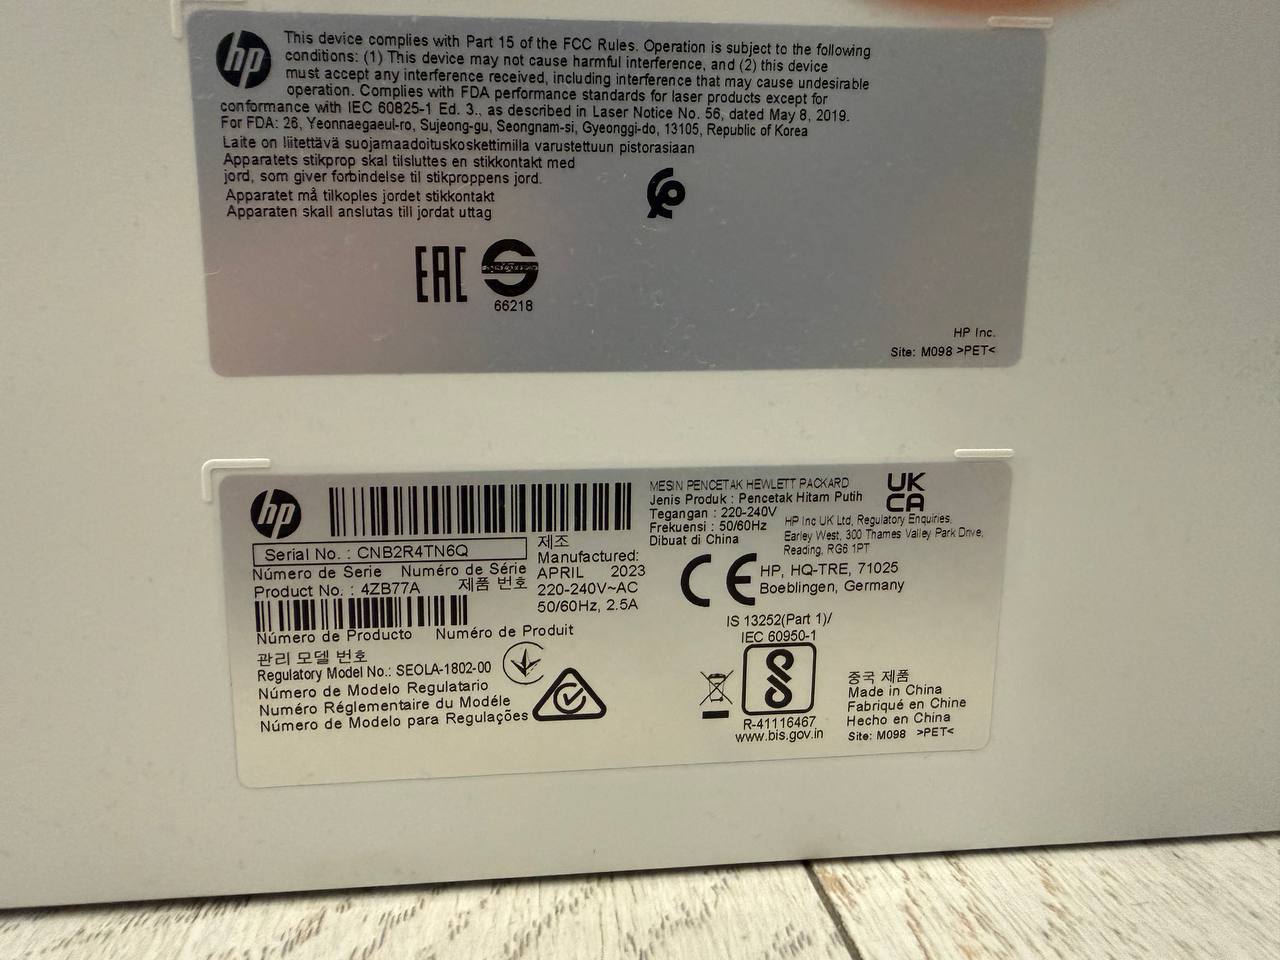 hp
This device complies with Part 15 of the FCC Rules. Operation is subject to the following
conditions: (1) This device may not cause harmful interference, and (2) this device
must accept any interference received, including interference that may cause undesirable
operation. Complies with FDA performance standards for laser products except for
conformance with IEC 60825-1 Ed. 3., as described in Laser Notice No. 56, dated May 8, 2019.
For FDA: 26, Yeonnaegaeul-ro, Sujeong-gu, Seongnam-si, Gyeonggi-do, 13105, Republic of Korea
Laite on liitettävä suojamaadoituskoskettimilla varustettuun pistorasiaan
Apparatets stikprop skal tilsluttes en stikkontakt med
jord, som giver forbindelse til stikproppens jord.
Apparatet må tilkoples jordet stikkontakt
Apparaten skall anslutas till jordat uttag
EAC
66218
HP Inc.
Site: M098 >PET<
hp
Serial No. : CNB2R4TN6Q
Número de Serie Numéro de Série
Product No. : 4ZB77A 제품 번호
Número de Producto Numéro de Produit
관리 모델 번호
Regulatory Model No.: SEOLA-1802-00
Número de Modelo Regulatario
Numéro Réglementaire du Modéle
Número de Modelo para Regulações
제조
Manufactured:
APRIL 2023
220-240V~AC
50/60Hz, 2.5A
MESIN PENCETAK HEWLETT PACKARD
Jenis Produk : Pencetak Hitam Putih
Tegangan : 220-240V
Frekuensi : 50/60Hz
Dibuat di China
UK
CA
HP Inc UK Ltd, Regulatory Enquiries,
Earley West, 300 Thames Valley Park Drive,
Reading, RG6 1PT
CE
HP, HQ-TRE, 71025
Boeblingen, Germany
IS 13252(Part 1)/
IEC 60950-1
R-41116467
www.bis.gov.in
중국 제품
Made in China
Fabriqué en Chine
Hecho en China
Site: M098 >PET<